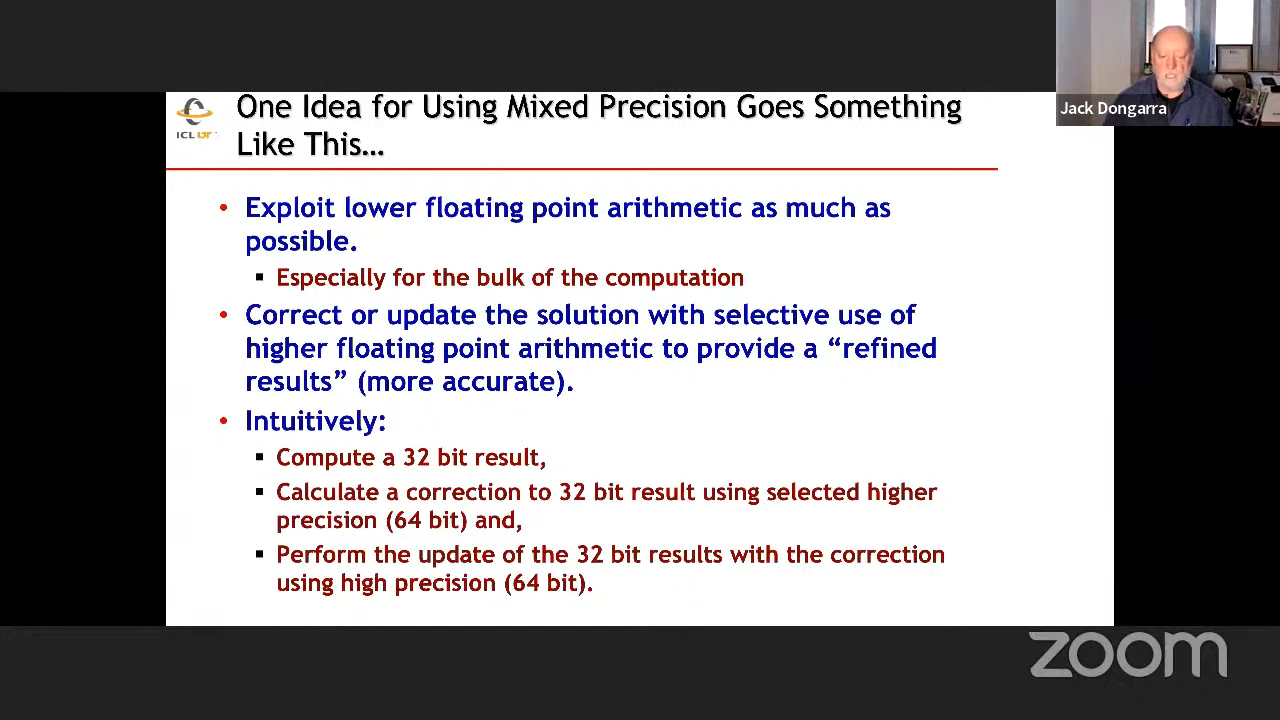 Jack Dongarra
ICL
One Idea for Using Mixed Precision Goes Something
Like This…
• Exploit lower floating point arithmetic as much as
possible.
▪ Especially for the bulk of the computation
• Correct or update the solution with selective use of
higher floating point arithmetic to provide a “refined
results” (more accurate).
• Intuitively:
▪ Compute a 32 bit result,
▪ Calculate a correction to 32 bit result using selected higher
precision (64 bit) and,
▪ Perform the update of the 32 bit results with the correction
using high precision (64 bit).
zoom